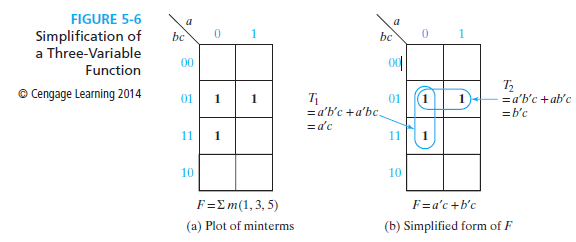 FIGURE 5-6
Simplification of
a Three-Variable
Function
© Cengage Learning 2014
a
bc 0 1
00
01 1 1
11 1
10
F = Σ m(1, 3, 5)
(a) Plot of minterms
a
bc 0 1
00
01 1 1
11 1
10
T₁
= a′b′c + a′bc
= a′c
T₂
= a′b′c + ab′c
= b′c
F = a′c + b′c
(b) Simplified form of F